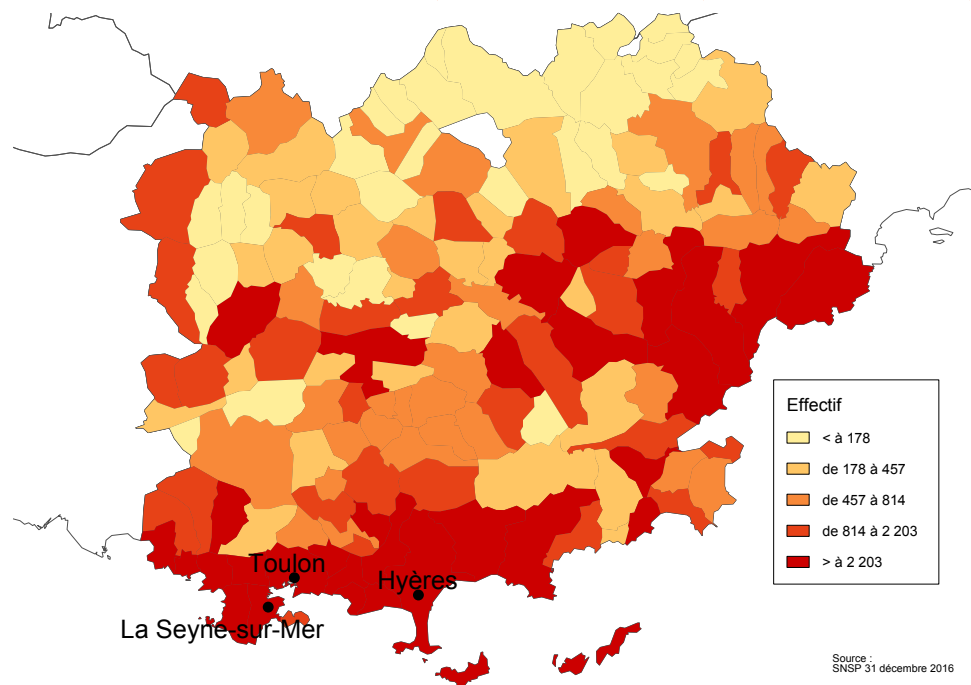 Effectif
< à 178
de 178 à 457
de 457 à 814
de 814 à 2 203
> à 2 203
Toulon
Hyères
La Seyne-sur-Mer
Source :
SNSP 31 décembre 2016